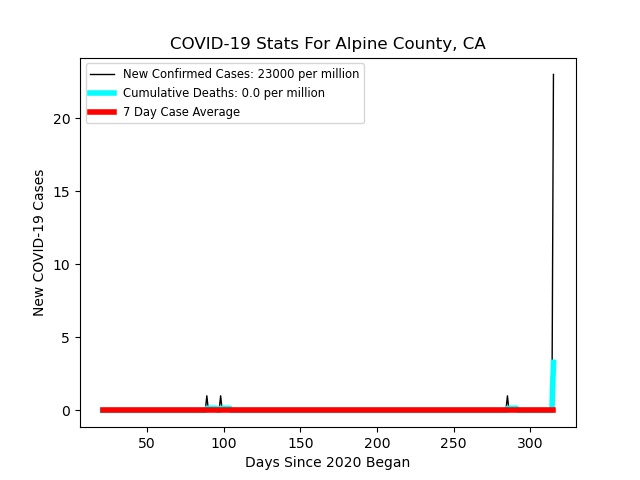 COVID-19 Stats For Alpine County, CA
New Confirmed Cases: 23000 per million
Cumulative Deaths: 0.0 per million
7 Day Case Average
20
15
10
5
0
New COVID-19 Cases
50 100 150 200 250 300
Days Since 2020 Began